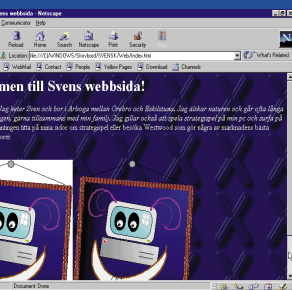 ens webbsida - Netscape
Communicator Help
Reload Home Search Netscape Print Security
N
Location: file:///C|/WINDOWS/Skrivbord/SVENSK/Web/Index.htm What's Related
WebMail Contact People Yellow Pages Download Channels
men till Svens webbsida!
Jag heter Sven och bor i Arboga mellan Örebro och Eskilstuna. Jag älskar naturen och går ofta långa
gen, gärna tillsammans med min familj. Jag gillar också att spela strategispel på min pc och surfa på
ntingen titta på mina sidor om strategispel eller besöka Westwood som gör några av marknadens bästa
orer.
Document: Done